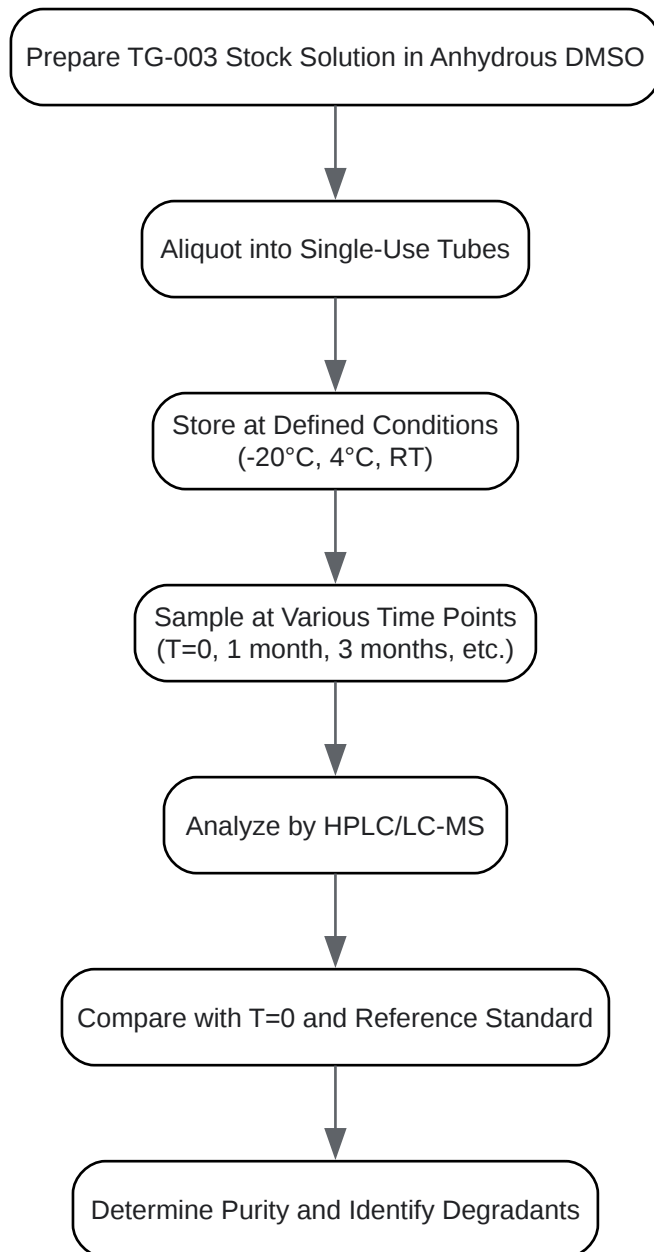 Prepare TG-003 Stock Solution in Anhydrous DMSO
Aliquot into Single-Use Tubes
Store at Defined Conditions
(-20°C, 4°C, RT)
Sample at Various Time Points
(T=0, 1 month, 3 months, etc.)
Analyze by HPLC/LC-MS
Compare with T=0 and Reference Standard
Determine Purity and Identify Degradants